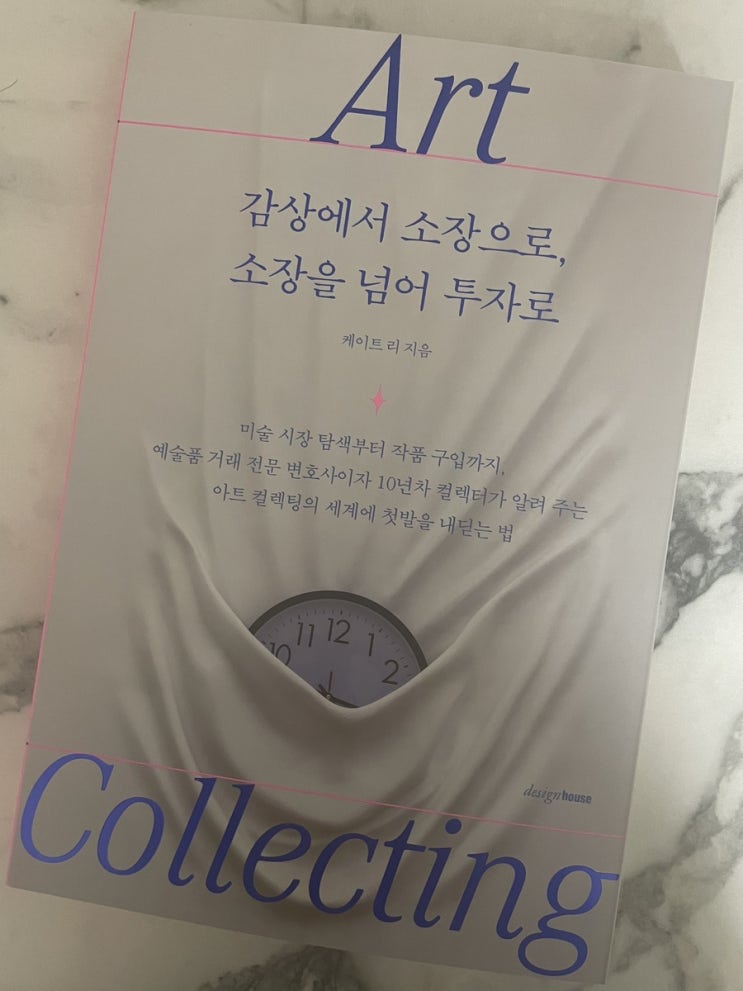 Art
감상에서 소장으로,
소장을 넘어 투자로
케이트 리 지음
미술 시장 탐색부터 작품 구입까지,
예술품 거래 전문 변호사이자 10년차 컬렉터가 알려 주는
아트 컬렉팅의 세계에 첫발을 내딛는 법
10 11 12 1 2
designhouse
Collecting